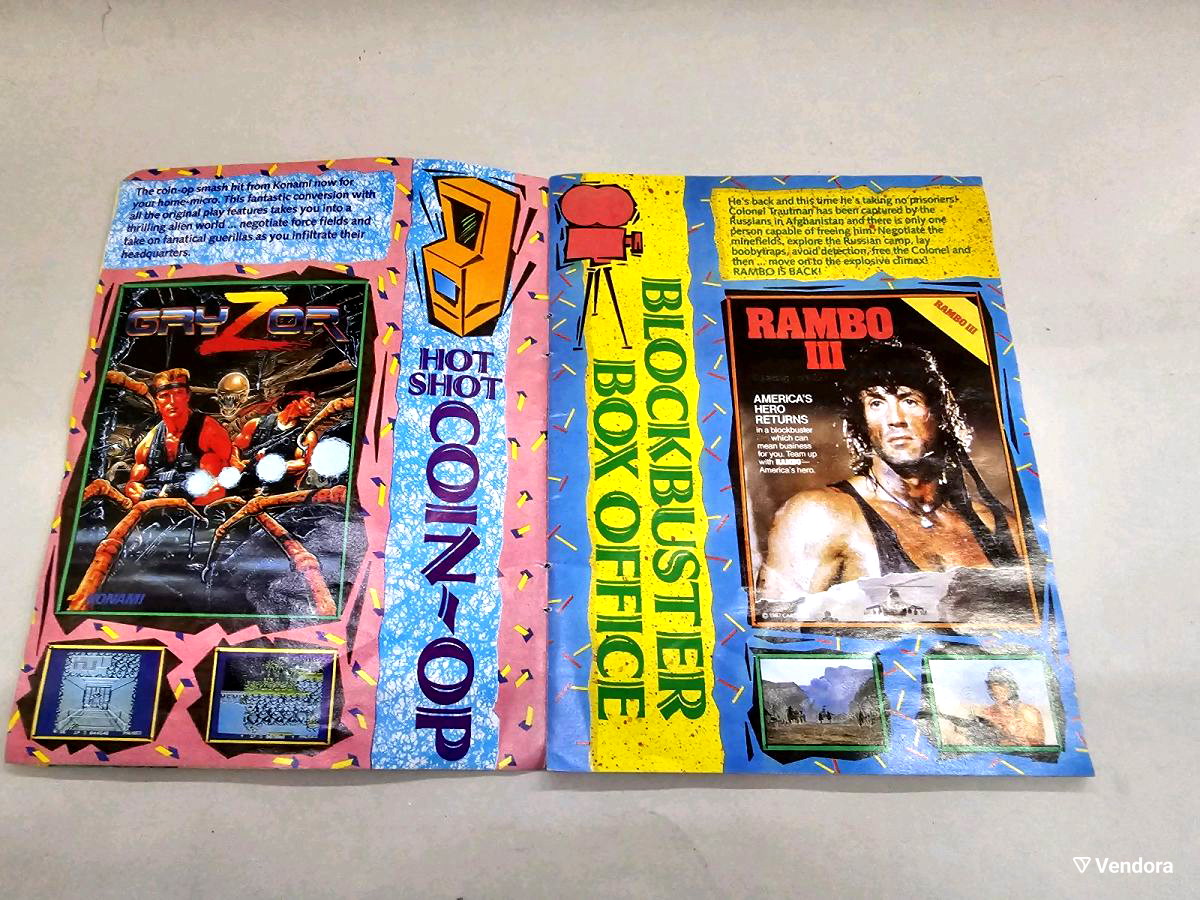 The coin-op smash hit from Konami now for
your home-micro. This fantastic conversion with
all the original play features takes you into a
thrilling alien world ... negotiate force fields and
take on fanatical guerillas as you infiltrate their
headquarters.
GRYZOR
KONAMI
HOT
SHOT
COIN-OP
BLOCKBUSTER
BOX OFFICE
He's back and this time he's taking no prisoners!
Colonel Trautman has been captured by the
Russians in Afghanistan and there is only one
person capable of freeing him. Negotiate the
minefields, explore the Russian camp, lay
boobytraps, avoid detection, free the Colonel and
then ... move on to the explosive climax!
RAMBO IS BACK!
RAMBO
III
RAMBO III
AMERICA'S
HERO
RETURNS
in a blockbuster
which can
mean business
for you. Team up
with RAMBO—
America's hero.
© 1987
Vendora